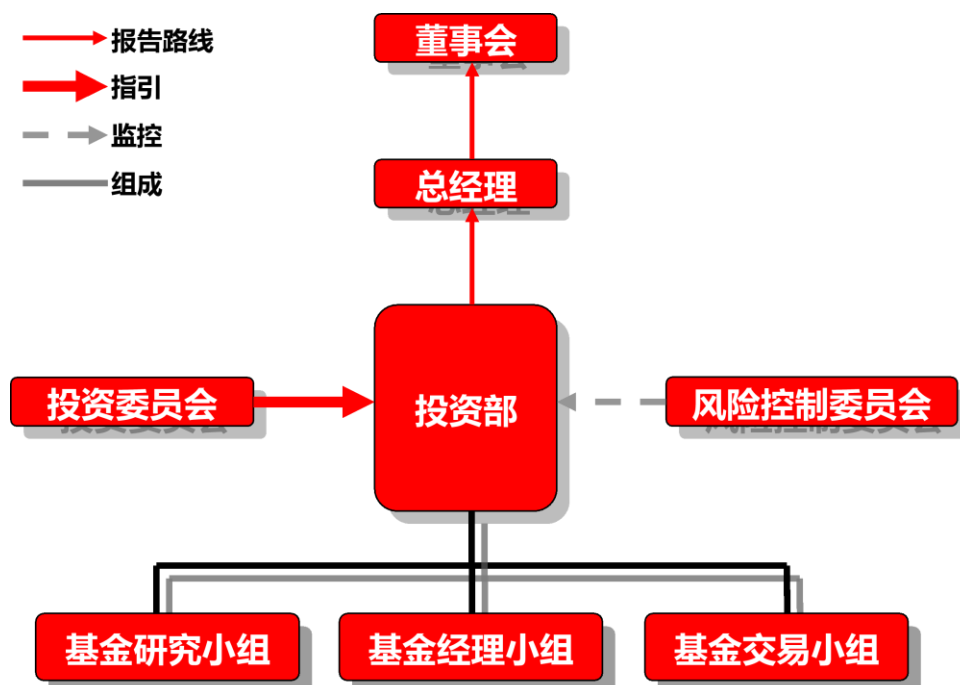 报告路线
指引
监控
组成
董事会
总经理
投资委员会
投资部
风险控制委员会
基金研究小组
基金经理小组
基金交易小组